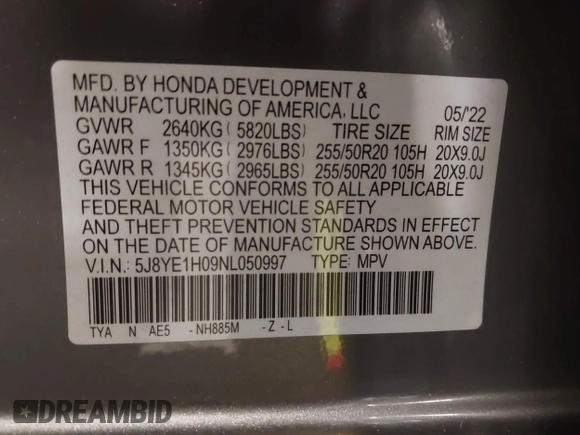 MFD. BY HONDA DEVELOPMENT &
MANUFACTURING OF AMERICA, LLC 05/'22
GVWR 2640KG ( 5820LBS) TIRE SIZE RIM SIZE
GAWR F 1350KG ( 2976LBS) 255/50R20 105H 20X9.0J
GAWR R 1345KG ( 2965LBS) 255/50R20 105H 20X9.0J
THIS VEHICLE CONFORMS TO ALL APPLICABLE
FEDERAL MOTOR VEHICLE SAFETY
AND THEFT PREVENTION STANDARDS IN EFFECT
ON THE DATE OF MANUFACTURE SHOWN ABOVE.
V.I.N.: 5J8YE1H09NL050997 TYPE: MPV
TYA N AE5 - NH885M - Z - L
DREAMBID